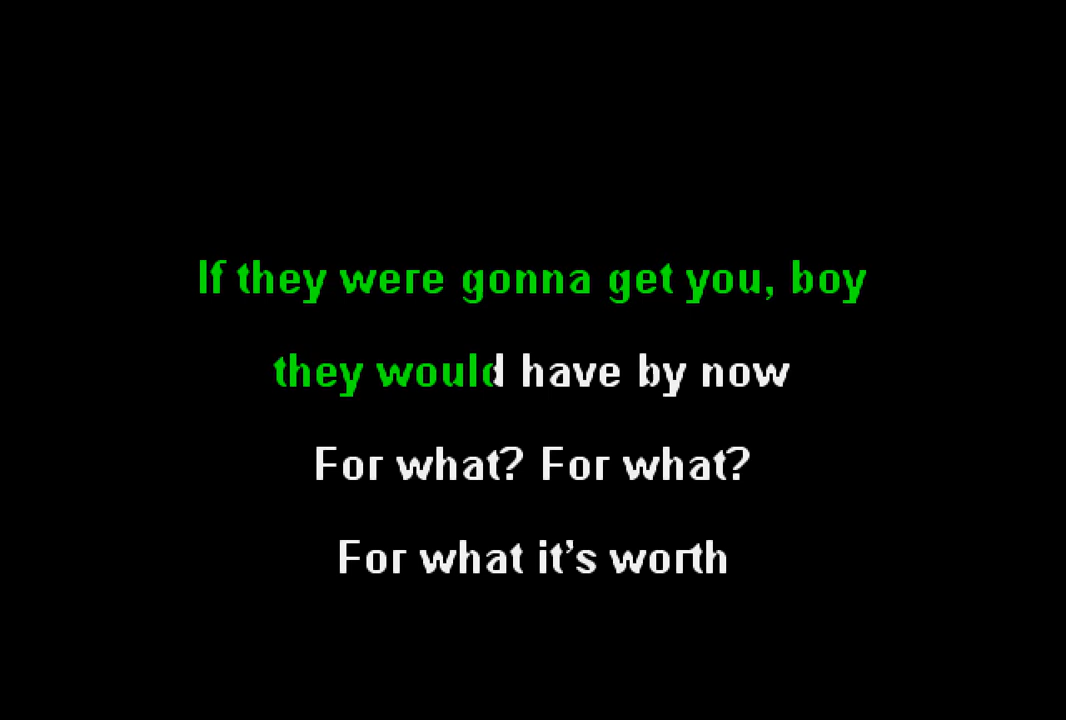 If they were gonna get you, boy
they would have by now
For what? For what?
For what it’s worth